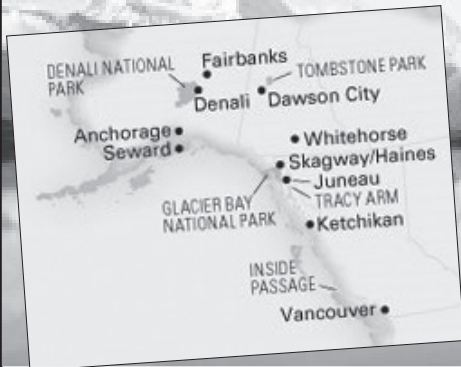 Fairbanks
DENALI NATIONAL
PARK
TOMBSTONE PARK
Denali
Dawson City
Anchorage
Seward
Whitehorse
Skagway/Haines
Juneau
TRACY ARM
GLACIER BAY
NATIONAL PARK
Ketchikan
INSIDE
PASSAGE
Vancouver